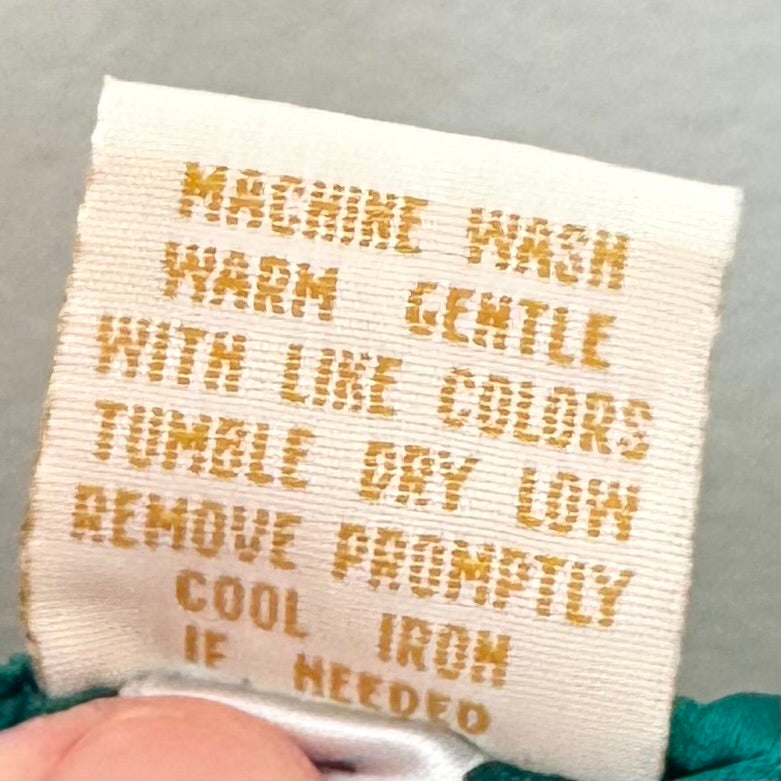 MACHINE WASH
WARM GENTLE
WITH LIKE COLORS
TUMBLE DRY LOW
REMOVE PROMPTLY
COOL IRON
IF NEEDED